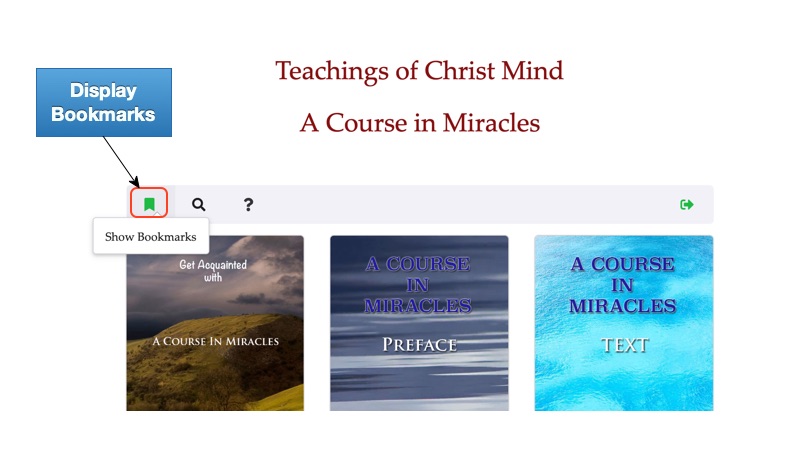 Teachings of Christ Mind
Display
Bookmarks
A Course in Miracles
?
Show Bookmarks
Get Acquainted
with
A Course In Miracles
A COURSE
IN
MIRACLES
Preface
A COURSE
IN
MIRACLES
TEXT